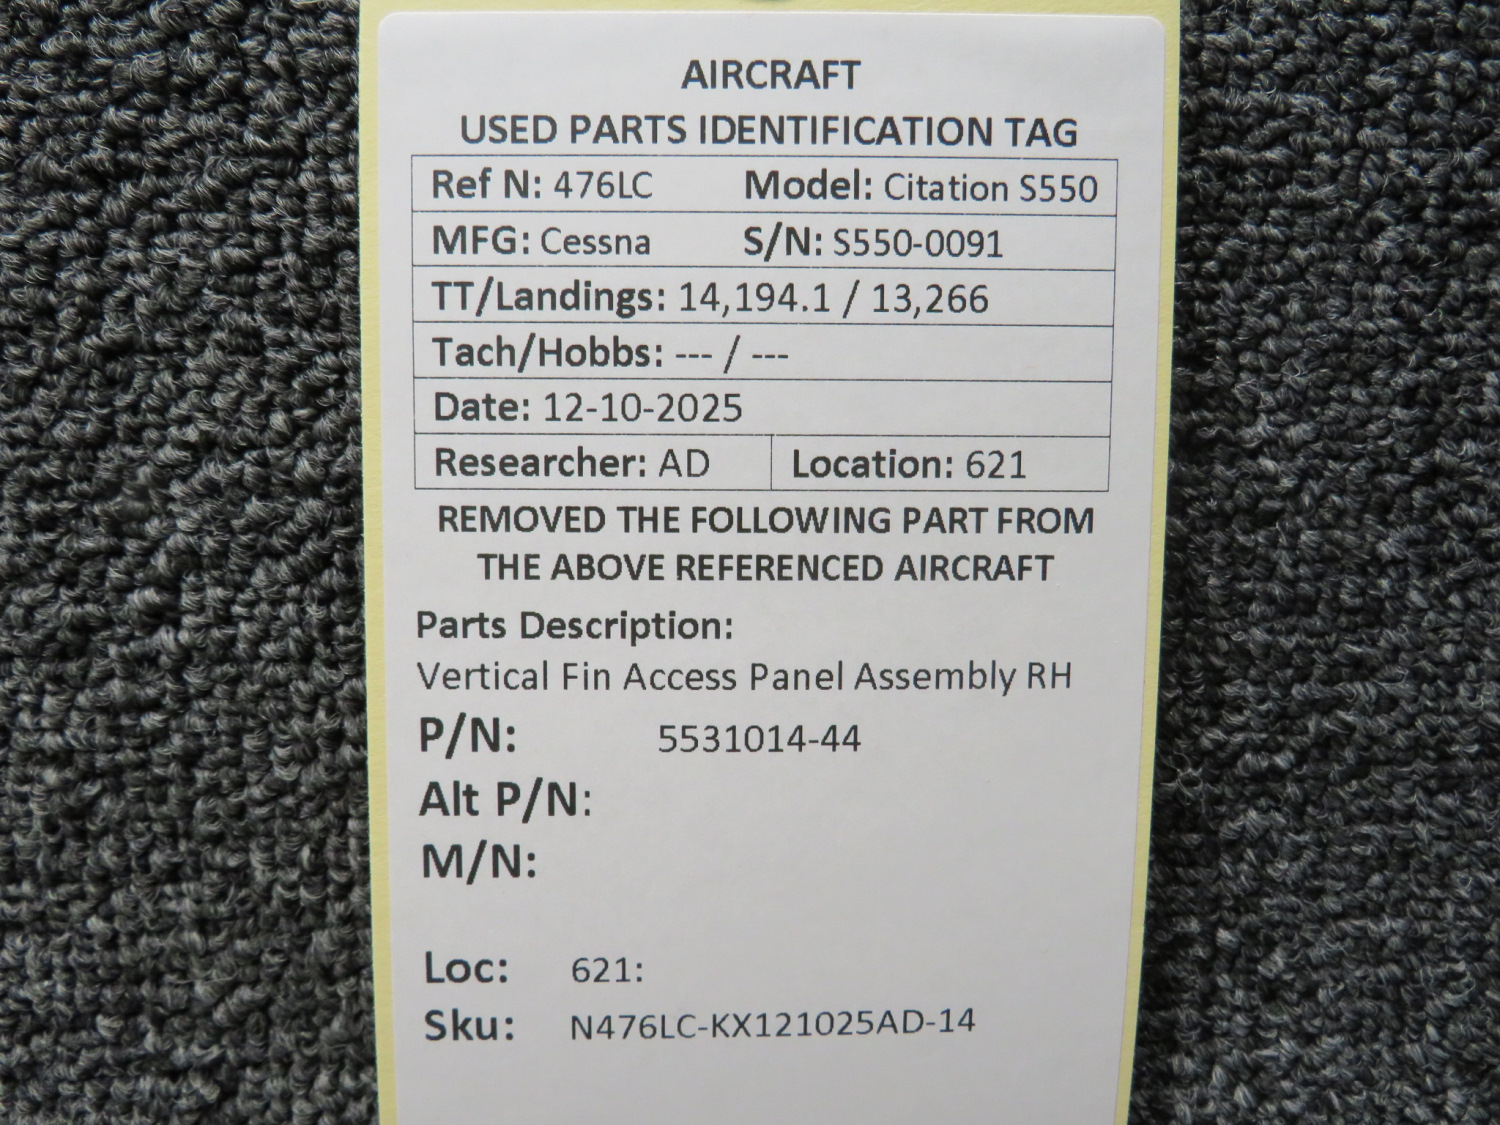 AIRCRAFT
USED PARTS IDENTIFICATION TAG
Ref N: 476LC Model: Citation S550
MFG: Cessna S/N: S550-0091
TT/Landings: 14,194.1 / 13,266
Tach/Hobbs: --- / ---
Date: 12-10-2025
Researcher: AD Location: 621
REMOVED THE FOLLOWING PART FROM
THE ABOVE REFERENCED AIRCRAFT
Parts Description:
Vertical Fin Access Panel Assembly RH
P/N: 5531014-44
Alt P/N:
M/N:
Loc: 621:
Sku: N476LC-KX121025AD-14